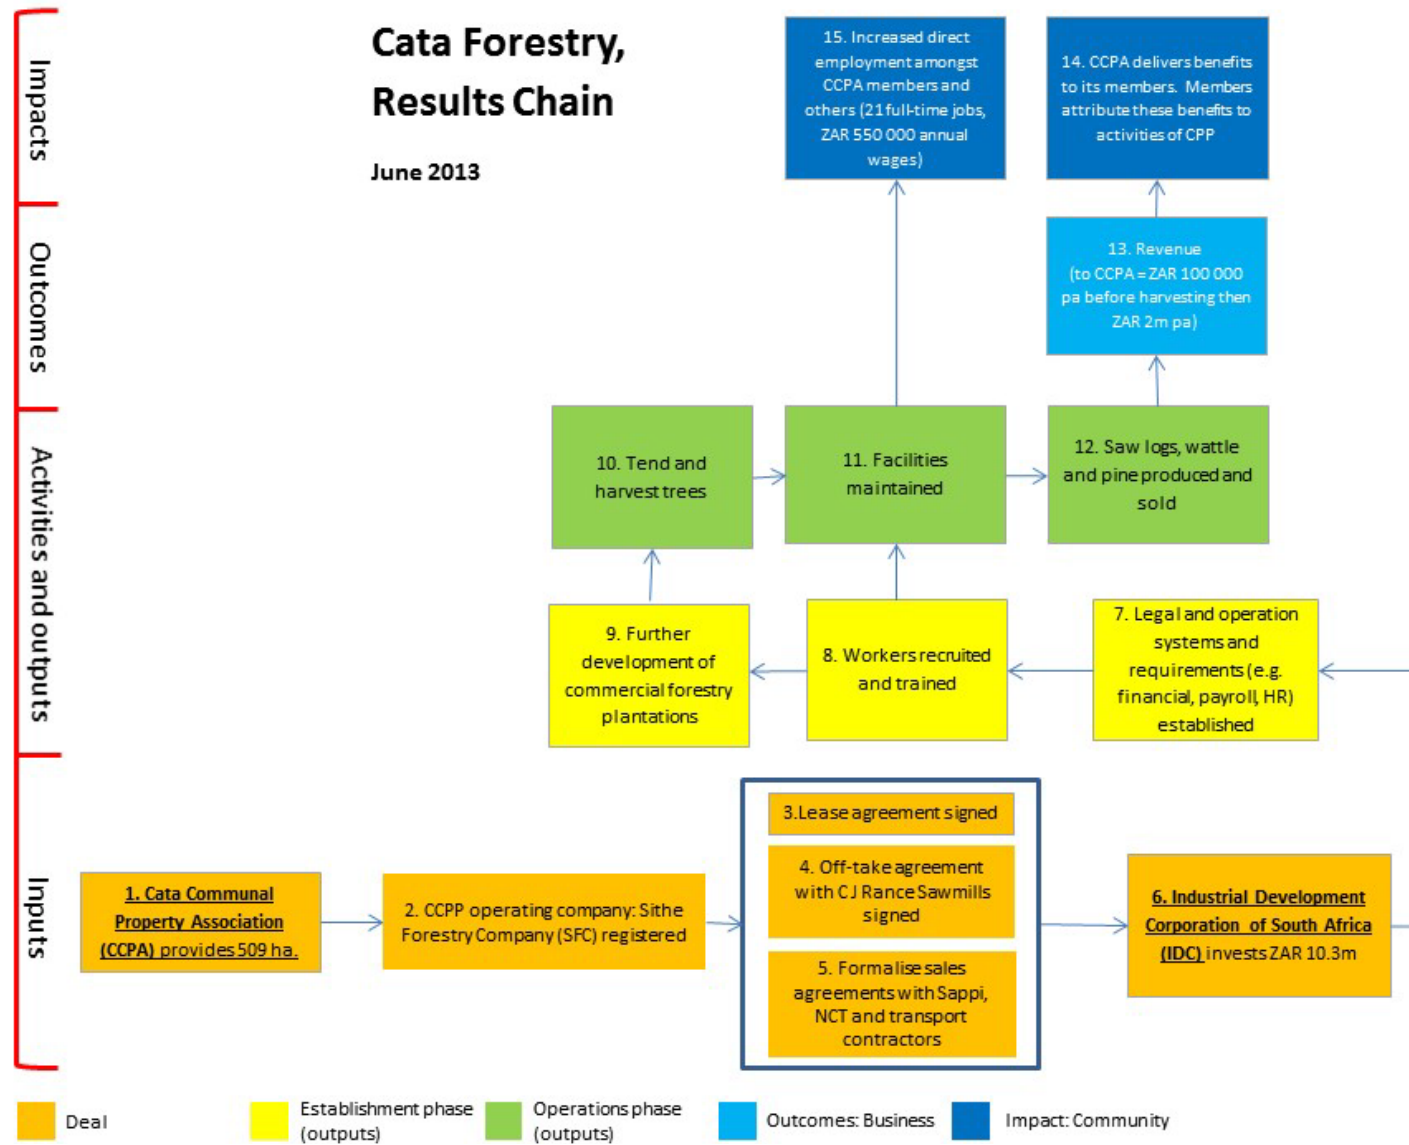 Cata Forestry,
Results Chain
June 2013
Impacts
Outcomes
Activities and outputs
Inputs
15. Increased direct
employment amongst
CCPA members and
others (21 full-time jobs,
ZAR 550 000 annual
wages)
14. CCPA delivers benefits
to its members. Members
attribute these benefits to
activities of CPP
13. Revenue
(to CCPA = ZAR 100 000
pa before harvesting then
ZAR 2m pa)
10. Tend and
harvest trees
11. Facilities
maintained
12. Saw logs, wattle
and pine produced and
sold
9. Further
development of
commercial forestry
plantations
8. Workers recruited
and trained
7. Legal and operation
systems and
requirements (e.g.
financial, payroll, HR)
established
1. Cata Communal
Property Association
(CCPA) provides 509 ha.
2. CCPP operating company: Sithe
Forestry Company (SFC) registered
3.Lease agreement signed
4. Off-take agreement
with CJ Rance Sawmills
signed
5. Formalise sales
agreements with Sappi,
NCT and transport
contractors
6. Industrial Development
Corporation of South Africa
(IDC) invests ZAR 10.3m
Deal
Establishment phase
(outputs)
Operations phase
(outputs)
Outcomes: Business
Impact: Community